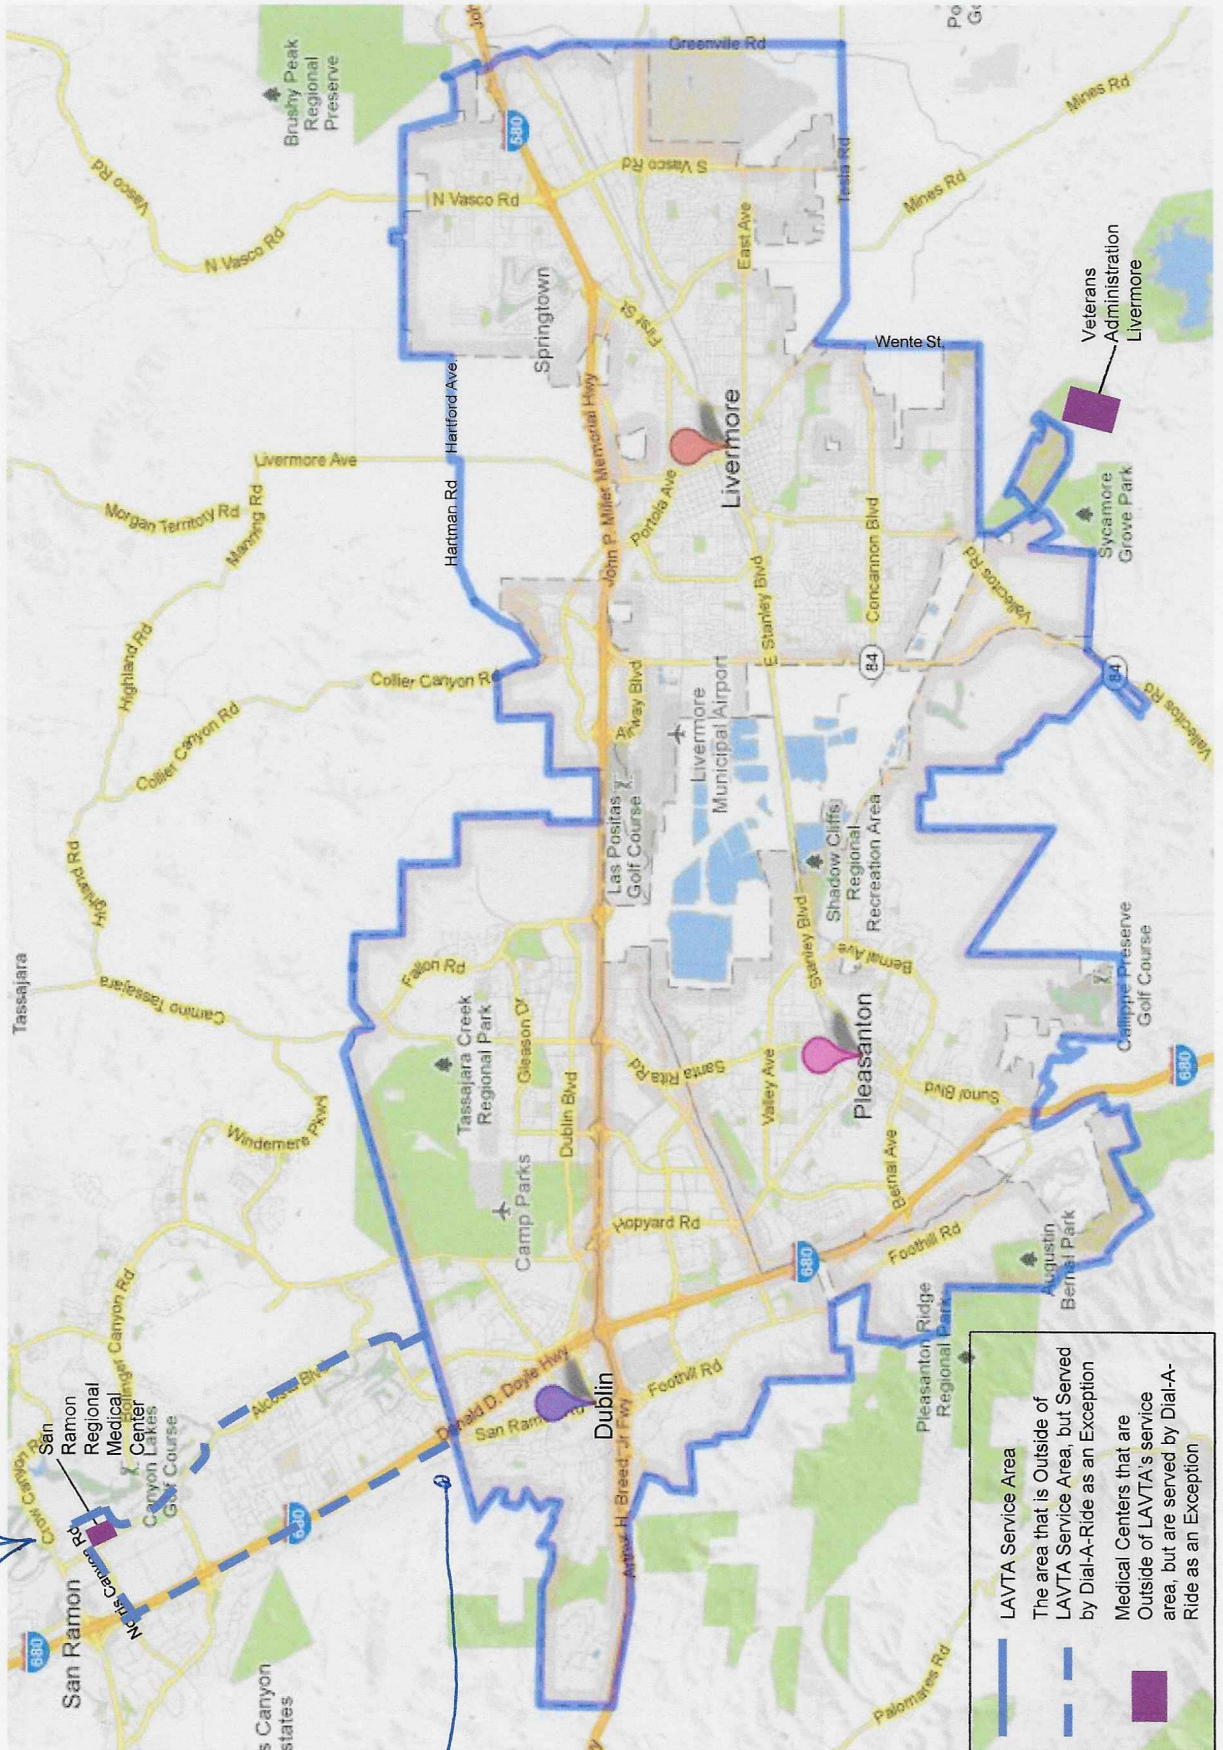 San Ramon
680
Norris Canyon Rd
Crow Canyon Rd
San
Ramon
Regional
Medical
Center
Canyon Lakes
Golf Course
Bollinger Canyon Rd
Alcosta Blvd
680
s Canyon
states
Windemere Pkwy
Tassajara
Camino Tassajara
Highland Rd
Collier Canyon Rd
Highland Rd
Manning Rd
Morgan Territory Rd
Livermore Ave
Vasco Rd
N Vasco Rd
Brushy Peak
Regional
Preserve
Collier Canyon R
Hartman Rd
Hartford Ave.
N Vasco Rd
Springtown
580
Greenville Rd
Fallon Rd
Tassajara Creek
Regional Park
Gleason Dr
Camp Parks
Dublin Blvd
Donald D. Doyle Hwy
San Ramon Rd
Dublin
Arthur H. Breed Jr Fwy
Foothill Rd
Hopyard Rd
Santa Rita Rd
Las Positas
Golf Course
Airway Blvd
John P. Miller Memorial Hwy
Livermore
Municipal Airport
Portola Ave
First St
S Vasco Rd
East Ave
Livermore
E Stanley Blvd
Concannon Blvd
84
Tesla Rd
Wente St.
Mines Rd
Mines Rd
Valley Ave
Stanley Blvd
Shadow Cliffs
Regional
Recreation Area
Bernal Ave
Pleasanton
Bernal Ave
Sunol Blvd
680
Foothill Rd
Pleasanton Ridge
Regional Park
Augustin
Bernal Park
680
Callippe Preserve
Golf Course
Vallecitos Rd
84
Vallecitos Rd
Sycamore
Grove Park
Veterans
Administration
Livermore
Palomares Rd
LAVTA Service Area
The area that is Outside of
LAVTA Service Area, but Served
by Dial-A-Ride as an Exception
Medical Centers that are
Outside of LAVTA's service
area, but are served by Dial-A-
Ride as an Exception